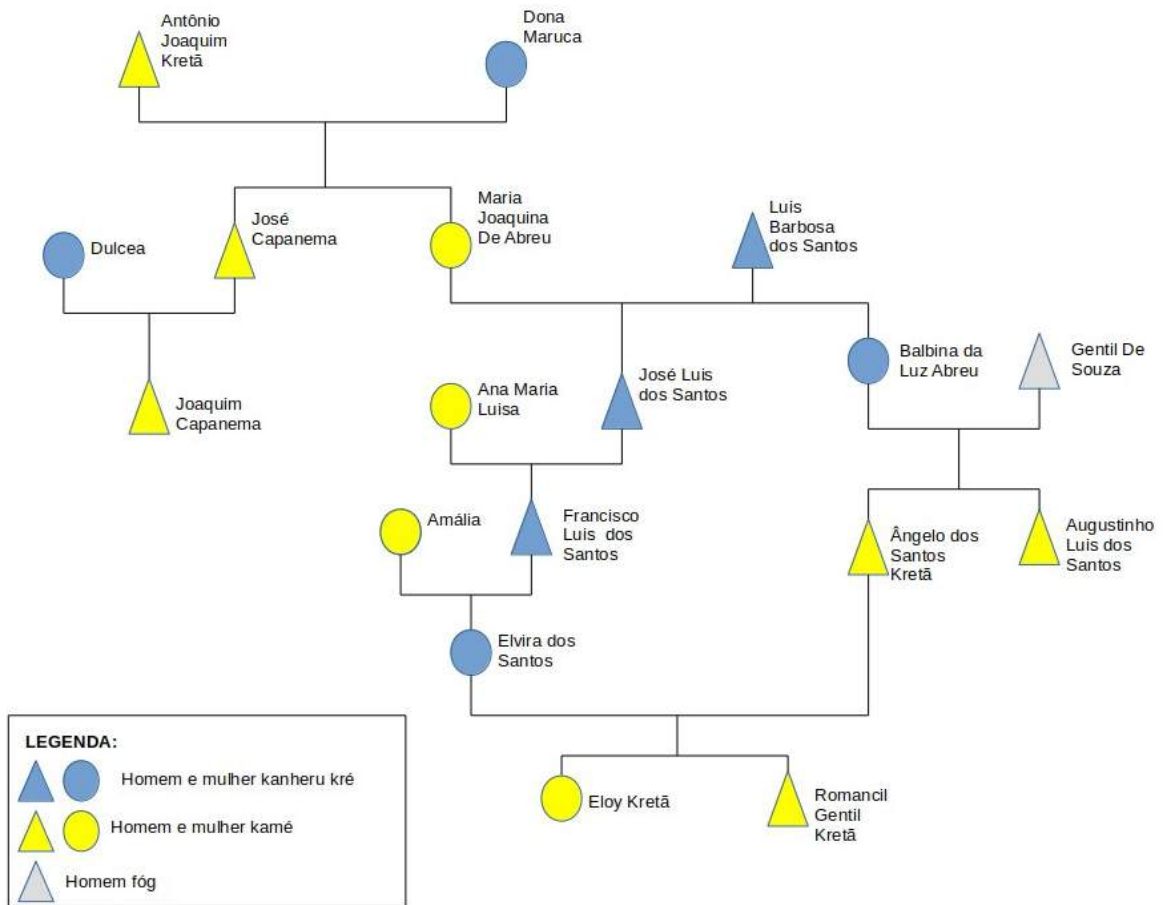 Antônio
Joaquim
Kretã
Dona
Maruca
Dulcea
José
Capanema
Maria
Joaquina
De Abreu
Luis
Barbosa
dos Santos
Joaquim
Capanema
Ana Maria
Luisa
José Luis
dos Santos
Balbina da
Luz Abreu
Gentil De
Souza
Amália
Francisco
Luis dos
Santos
Ângelo dos
Santos
Kretã
Augustinho
Luis dos
Santos
Elvira dos
Santos
Eloy Kretã
Romancil
Gentil
Kretã
LEGENDA:
Homem e mulher kanheru kré
Homem e mulher kamé
Homem fóg